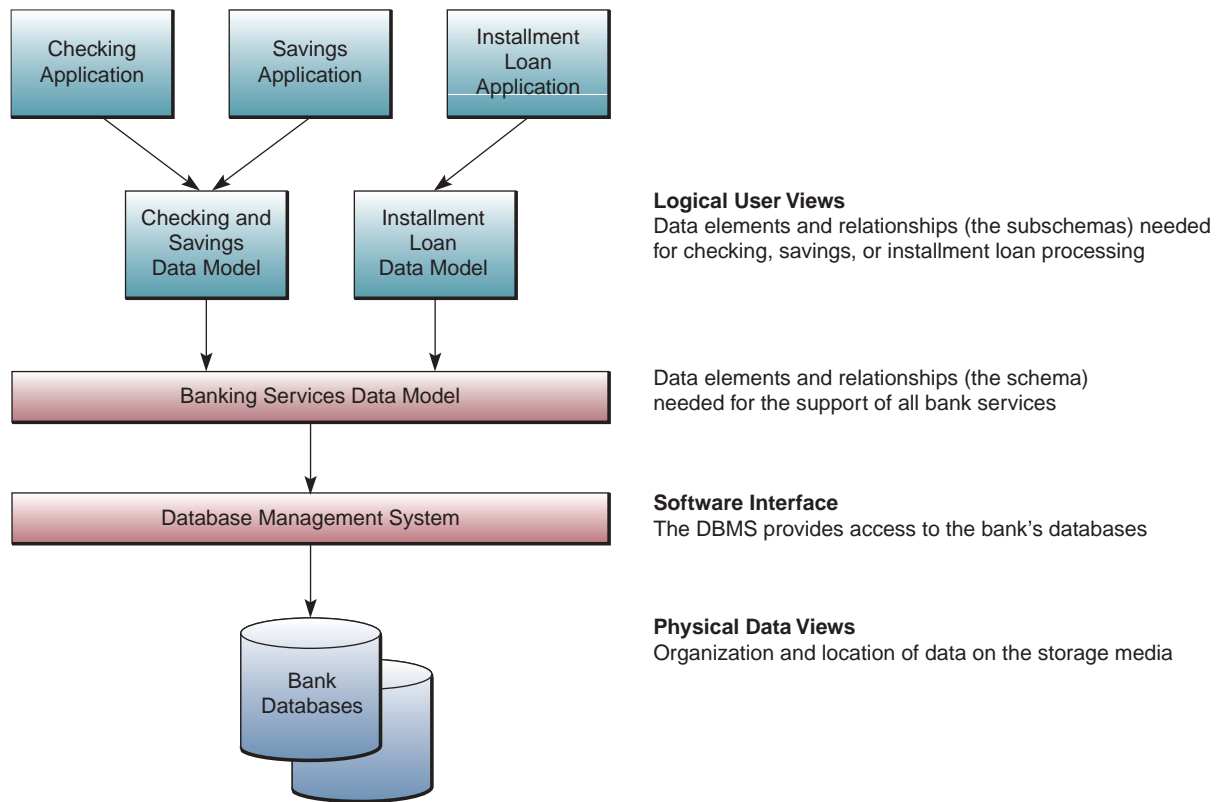 Checking
Application
Savings
Application
Installment
Loan
Application
Checking and
Savings
Data Model
Installment
Loan
Data Model
Logical User Views
Data elements and relationships (the subschemas) needed
for checking, savings, or installment loan processing
Banking Services Data Model
Data elements and relationships (the schema)
needed for the support of all bank services
Database Management System
Software Interface
The DBMS provides access to the bank’s databases
Bank
Databases
Physical Data Views
Organization and location of data on the storage media